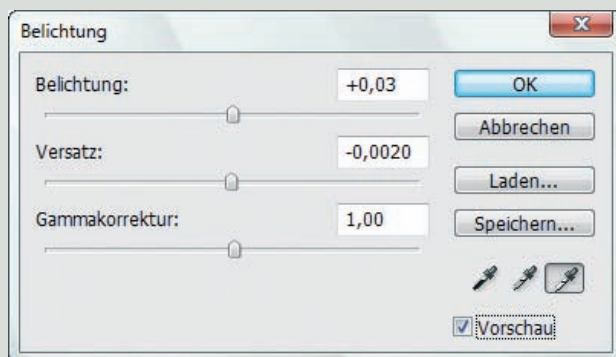 Belichtung
Belichtung: +0,03
Versatz: -0,0020
Gammakorrektur: 1,00
OK
Abbrechen
Laden...
Speichern...
Vorschau